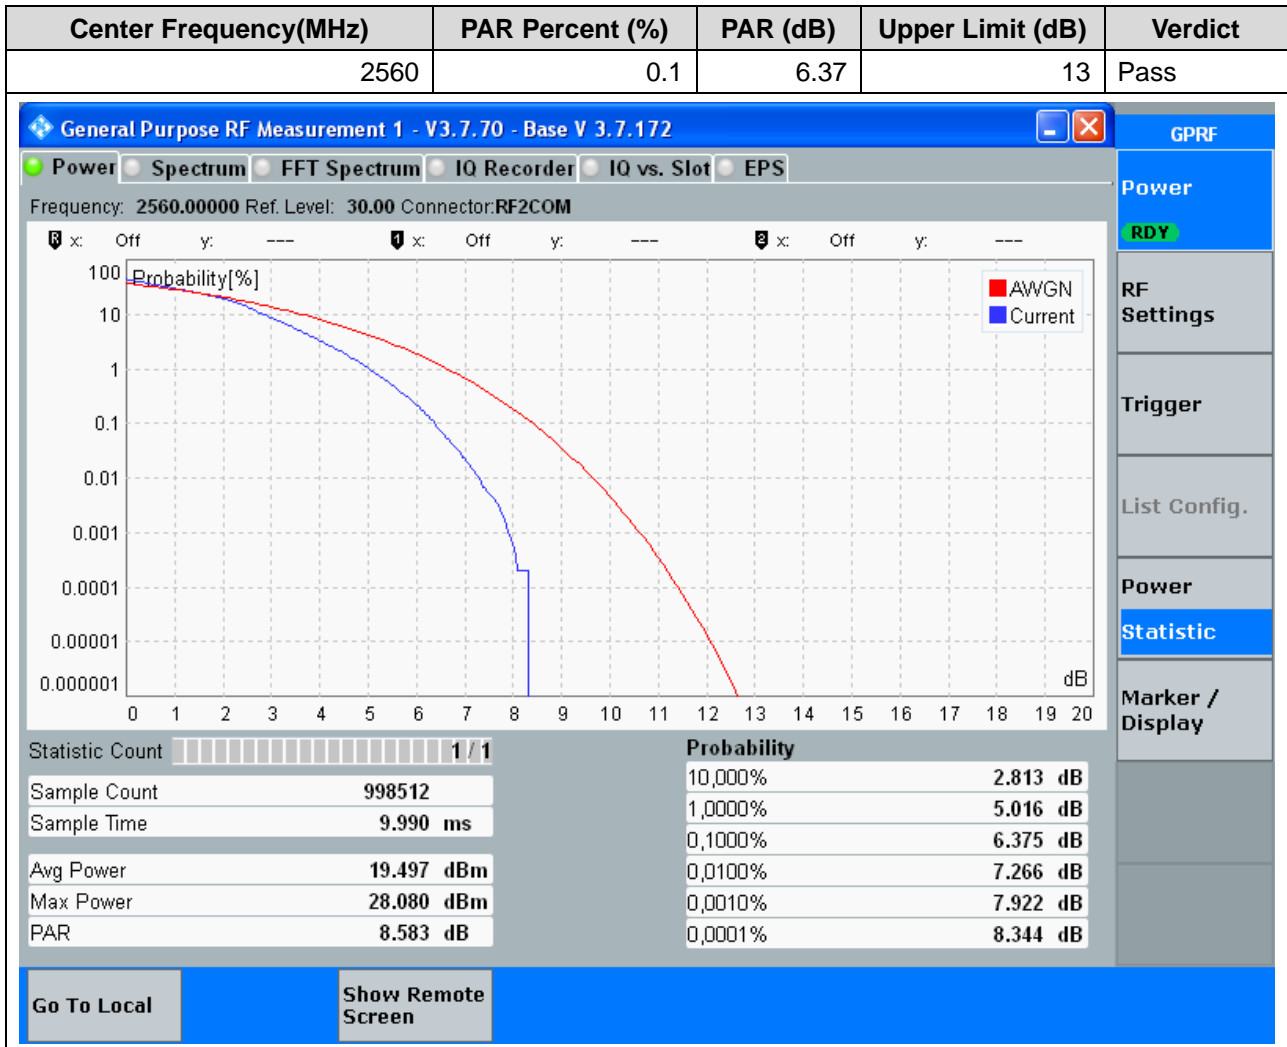 Center Frequency(MHz) PAR Percent (%) PAR (dB) Upper Limit (dB) Verdict
2560 0.1 6.37 13 Pass
General Purpose RF Measurement 1 - V3.7.70 - Base V 3.7.172
GPRF
Power Spectrum FFT Spectrum IQ Recorder IQ vs. Slot EPS
Frequency: 2560.00000 Ref. Level: 30.00 Connector:RF2COM
R x: Off y: --- 1 x: Off y: --- 2 x: Off y: ---
100 Probability[%]
10
1
0.1
0.01
0.001
0.0001
0.00001
0.000001
AWGN
Current
dB
0 1 2 3 4 5 6 7 8 9 10 11 12 13 14 15 16 17 18 19 20
Statistic Count 1 / 1
Sample Count 998512
Sample Time 9.990 ms
Avg Power 19.497 dBm
Max Power 28.080 dBm
PAR 8.583 dB
Probability
10,000% 2.813 dB
1,0000% 5.016 dB
0,1000% 6.375 dB
0,0100% 7.266 dB
0,0010% 7.922 dB
0,0001% 8.344 dB
Power
RDY
RF
Settings
Trigger
List Config.
Power
Statistic
Marker /
Display
Go To Local
Show Remote
Screen